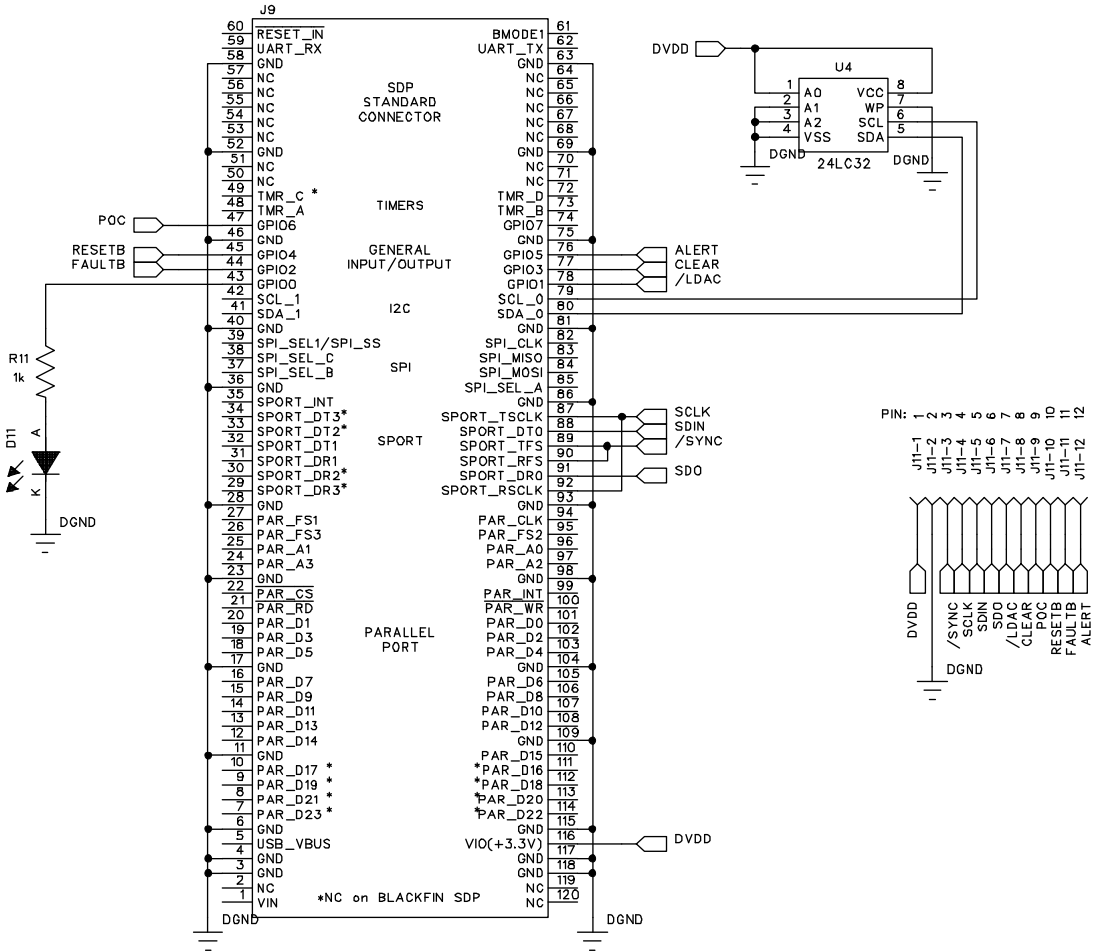 J9
60 RESET_IN BMODE1 61
59 UART_RX UART_TX 62
58 GND GND 63
57 NC NC 64
56 NC NC 65
55 NC NC 66
54 NC NC 67
53 NC NC 68
52 GND GND 69
51 NC NC 70
50 NC NC 71
49 TMR_C * TMR_D 72
48 TMR_A TMR_B 73
47 GPIO6 GPIO7 74
46 GND GND 75
45 GPIO4 GPIO5 76
44 GPIO2 GPIO3 77
43 GPIO0 GPIO1 78
42 SCL_1 SCL_0 79
41 SDA_1 SDA_0 80
40 GND GND 81
39 SPI_SEL1/SPI_SS SPI_CLK 82
38 SPI_SEL_C SPI_MISO 83
37 SPI_SEL_B SPI_MOSI 84
36 GND SPI_SEL_A 85
35 SPORT_INT GND 86
34 SPORT_DT3* SPORT_TSCLK 87
33 SPORT_DT2* SPORT_DT0 88
32 SPORT_DT1 SPORT_TFS 89
31 SPORT_DR1 SPORT_RFS 90
30 SPORT_DR2* SPORT_DR0 91
29 SPORT_DR3* SPORT_RSCLK 92
28 GND GND 93
27 PAR_FS1 PAR_CLK 94
26 PAR_FS3 PAR_FS2 95
25 PAR_A1 PAR_A0 96
24 PAR_A3 PAR_A2 97
23 GND GND 98
22 PAR_CS PAR_INT 99
21 PAR_RD PAR_WR 100
20 PAR_D1 PAR_D0 101
19 PAR_D3 PAR_D2 102
18 PAR_D5 PAR_D4 103
17 GND GND 104
16 PAR_D7 PAR_D6 105
15 PAR_D9 PAR_D8 106
14 PAR_D11 PAR_D10 107
13 PAR_D13 PAR_D12 108
12 PAR_D14 GND 109
11 GND PAR_D15 110
10 PAR_D17 * *PAR_D16 111
9 PAR_D19 * *PAR_D18 112
8 PAR_D21 * *PAR_D20 113
7 PAR_D23 * *PAR_D22 114
6 GND GND 115
5 USB_VBUS VIO(+3.3V) 116
4 GND GND 117
3 GND GND 118
2 NC NC 119
1 VIN NC 120
SDP
STANDARD
CONNECTOR
TIMERS
GENERAL
INPUT/OUTPUT
I2C
SPI
SPORT
PARALLEL
PORT
*NC on BLACKFIN SDP
DGND
DGND
POC
RESETB
FAULTB
R11
1k
D11
A
K
DGND
ALERT
CLEAR
/LDAC
SCLK
SDIN
/SYNC
SDO
DVDD
DVDD
U4
1 A0 VCC 8
2 A1 WP 7
3 A2 SCL 6
4 VSS SDA 5
24LC32
DGND
DGND
PIN: 1 2 3 4 5 6 7 8 9 10 11 12
J11-1 J11-2 J11-3 J11-4 J11-5 J11-6 J11-7 J11-8 J11-9 J11-10 J11-11 J11-12
DVDD
/SYNC
SCLK
SDIN
SDO
/LDAC
CLEAR
POC
RESETB
FAULTB
ALERT
DGND